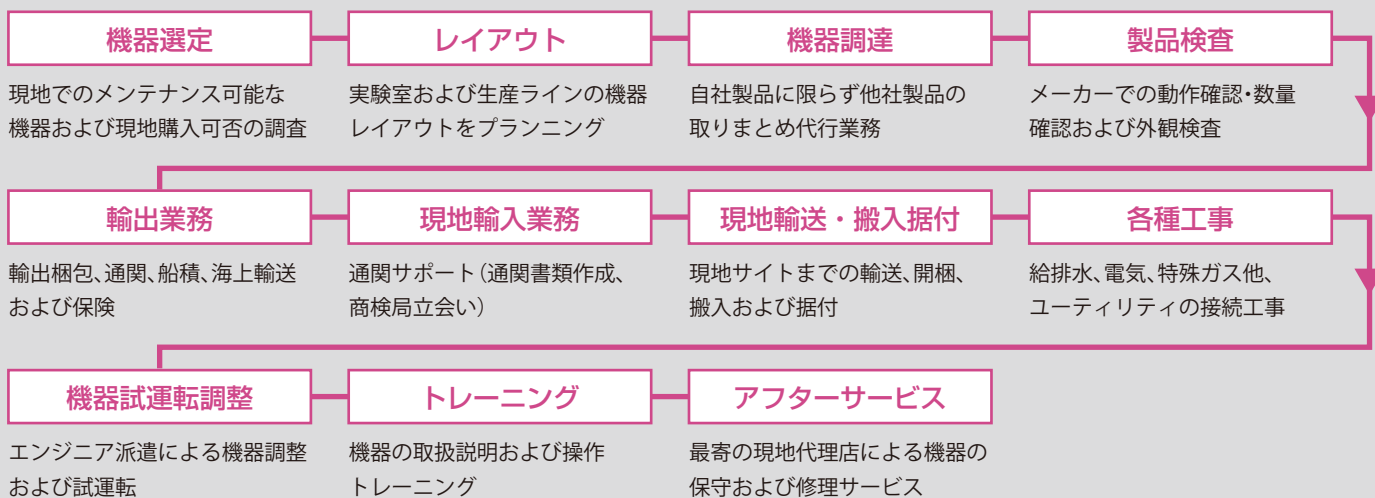 機器選定
現地でのメンテナンス可能な
機器および現地購入可否の調査
レイアウト
実験室および生産ラインの機器
レイアウトをプランニング
機器調達
自社製品に限らず他社製品の
取りまとめ代行業務
製品検査
メーカーでの動作確認・数量
確認および外観検査
輸出業務
輸出梱包、通関、船積、海上輸送
および保険
現地輸入業務
通関サポート（通関書類作成、
商検局立会い）
現地輸送・搬入据付
現地サイトまでの輸送、開梱、
搬入および据付
各種工事
給排水、電気、特殊ガス他、
ユーティリティの接続工事
機器試運転調整
エンジニア派遣による機器調整
および試運転
トレーニング
機器の取扱説明および操作
トレーニング
アフターサービス
最寄の現地代理店による機器の
保守および修理サービス